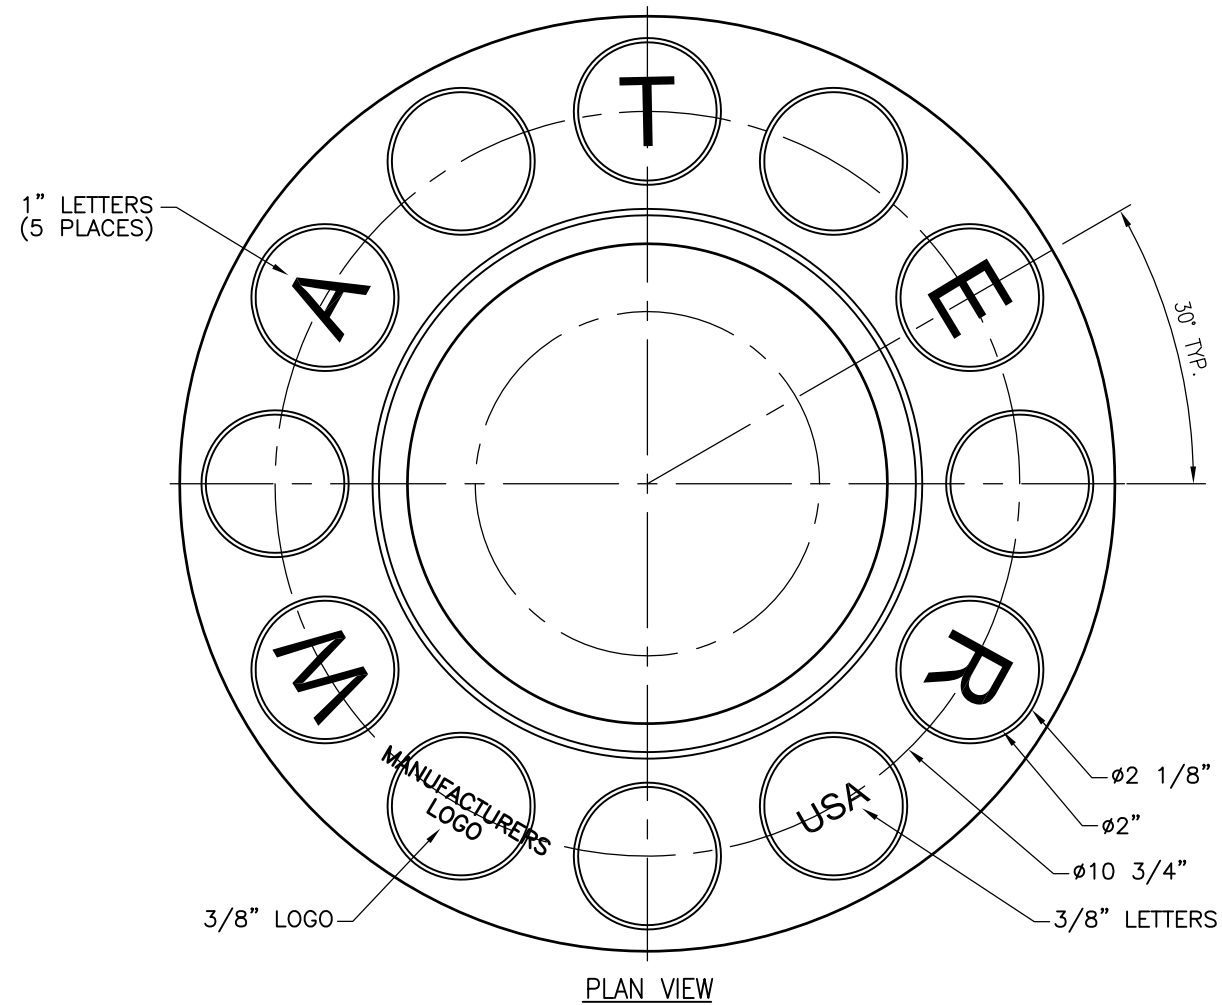 T
1” LETTERS
(5 PLACES)
A
E
30° TYP.
W
R
MANUFACTURERS
LOGO
USA
ø2 1/8”
ø2”
ø10 3/4”
3/8” LOGO
3/8” LETTERS
PLAN VIEW